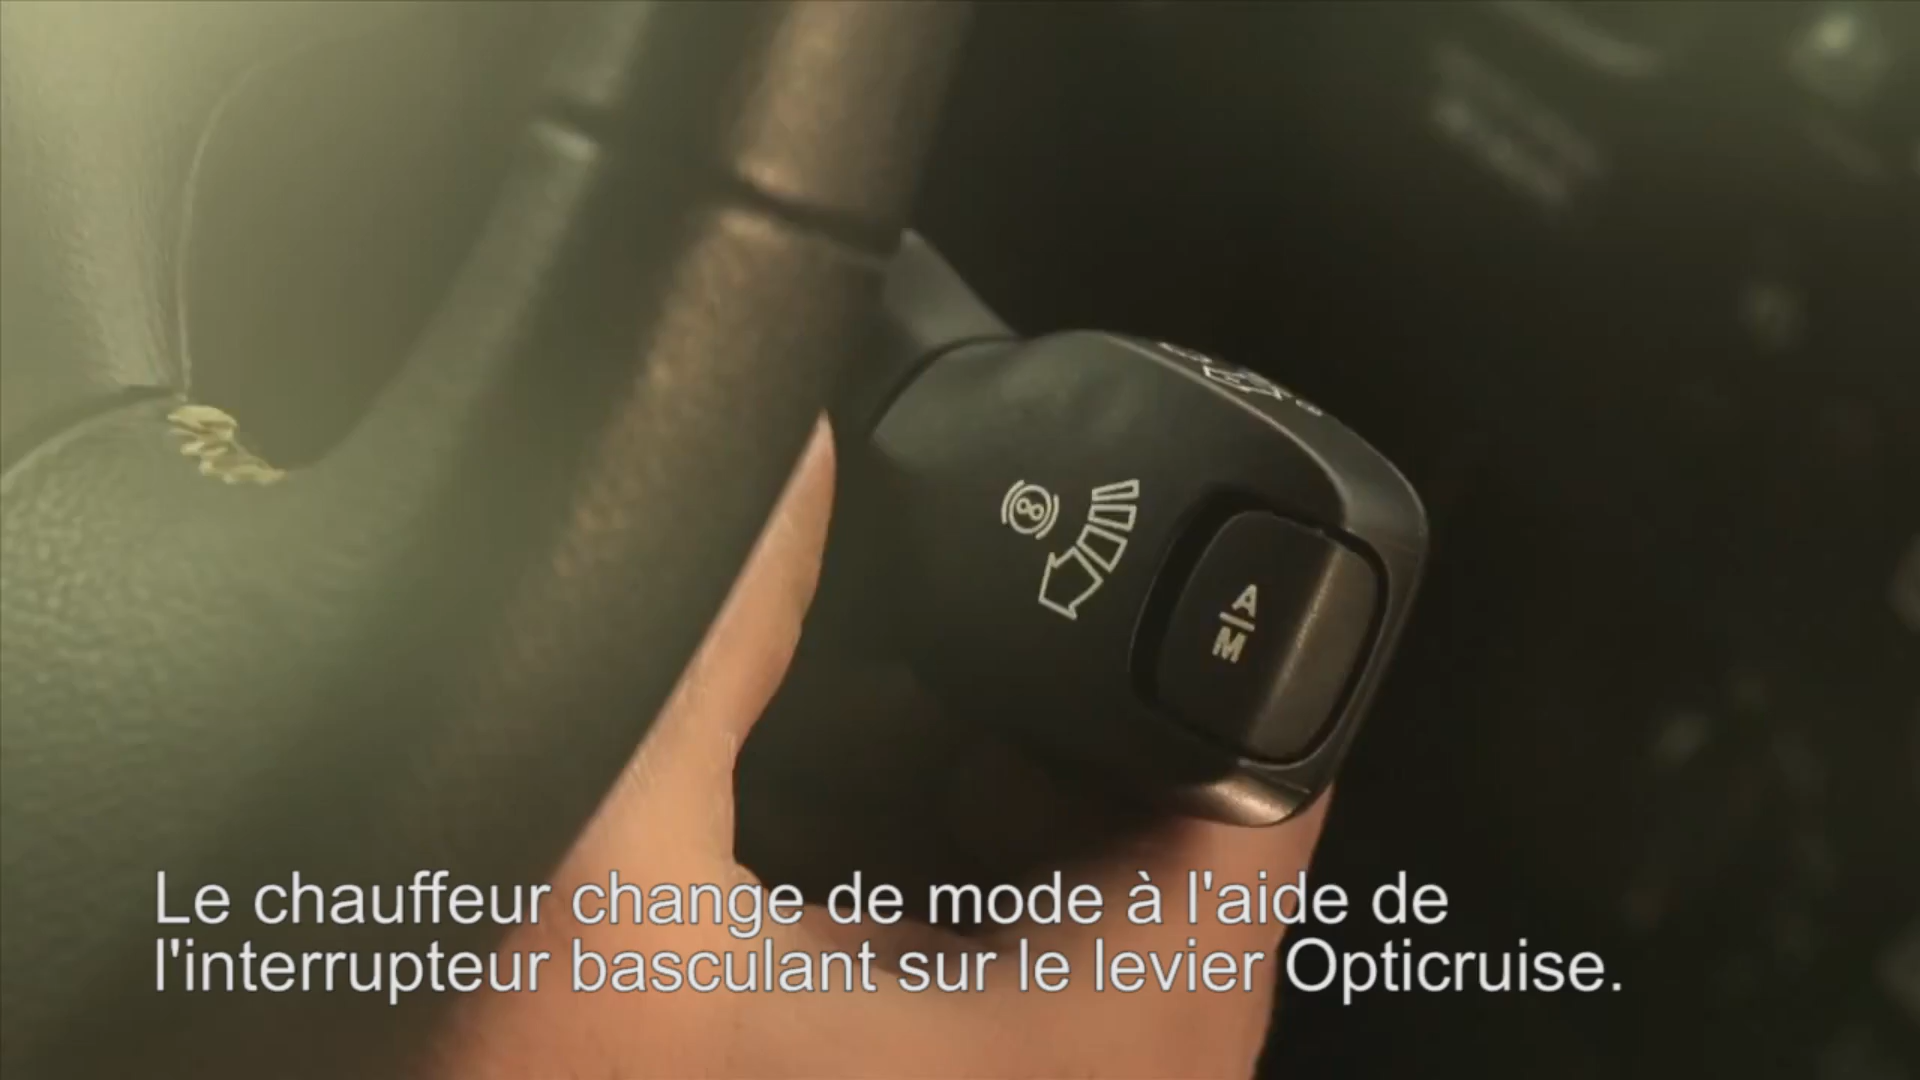 A
M
Le chauffeur change de mode à l'aide de
l'interrupteur basculant sur le levier Opticruise.